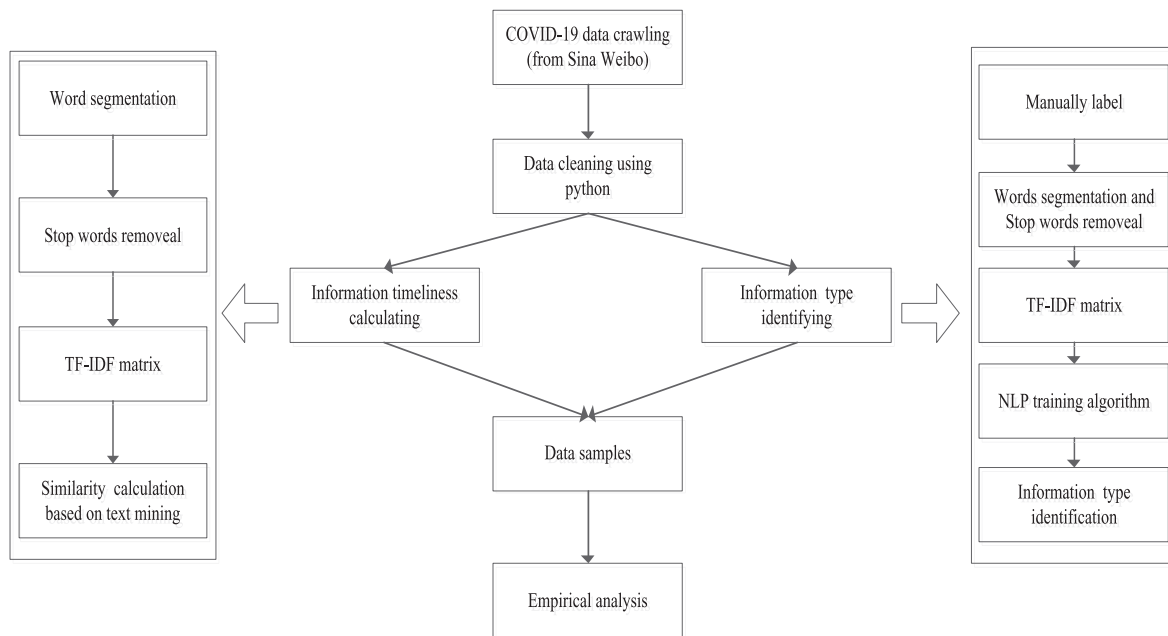 COVID-19 data crawling
(from Sina Weibo)
Data cleaning using
python
Information timeliness
calculating
Information type
identifying
Data samples
Empirical analysis
Word segmentation
Stop words removeal
TF-IDF matrix
Similarity calculation
based on text mining
Manually label
Words segmentation and
Stop words removeal
TF-IDF matrix
NLP training algorithm
Information type
identification